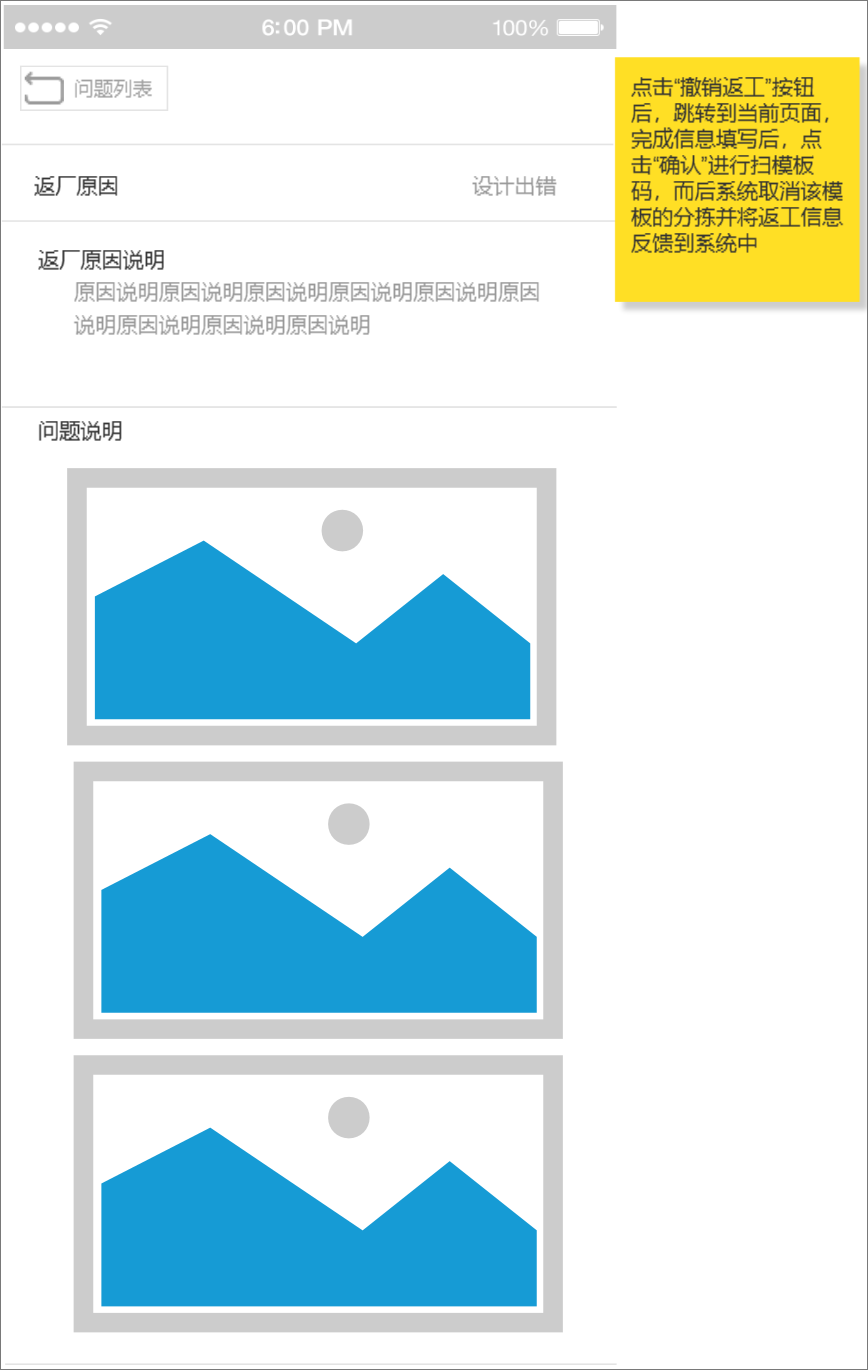 6:00 PM
100%
问题列表
返厂原因
设计出错
返厂原因说明
原因说明原因说明原因说明原因说明原因说明原因
说明原因说明原因说明原因说明
问题说明
点击“撤销返工”按钮
后，跳转到当前页面，
完成信息填写后，点
击“确认”进行扫模板
码，而后系统取消该模
板的分拣并将返工信息
反馈到系统中